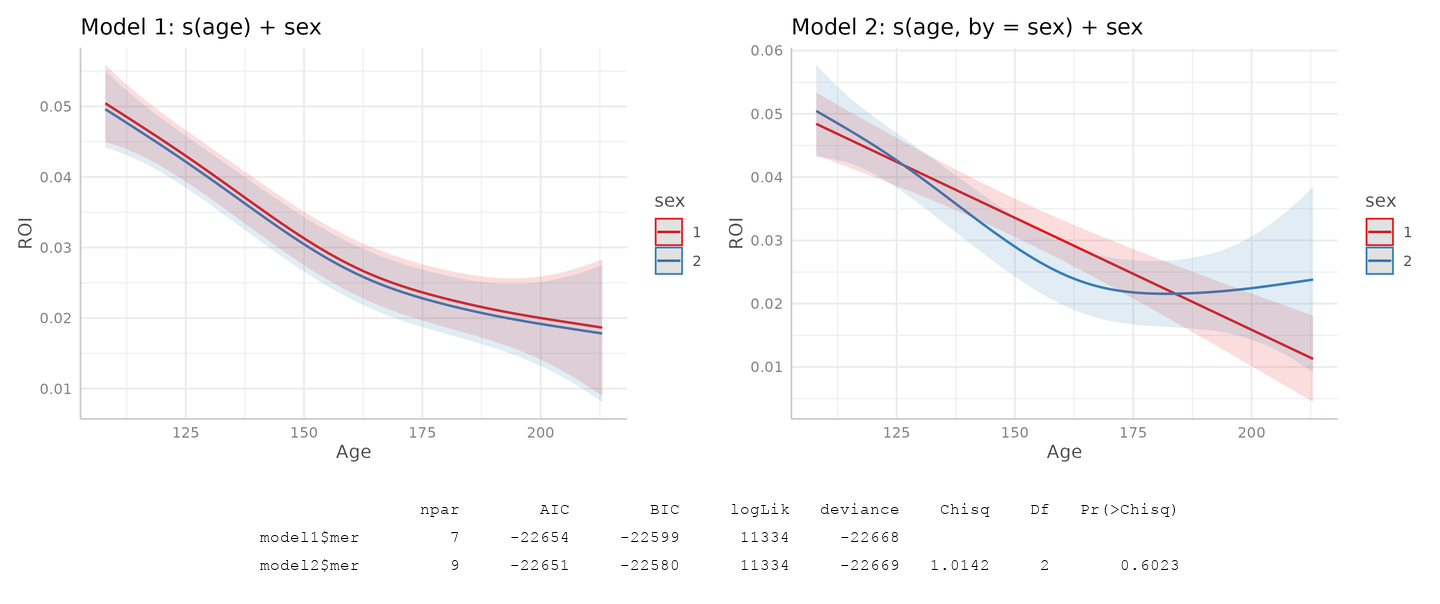 Model 1: s(age) + sex
0.05
0.04
0.03
0.02
0.01
ROI
125 150 175 200
Age
sex
1
2
Model 2: s(age, by = sex) + sex
0.06
0.05
0.04
0.03
0.02
0.01
ROI
125 150 175 200
Age
sex
1
2
npar AIC BIC logLik deviance Chisq Df Pr(>Chisq)
model1$mer 7 -22654 -22599 11334 -22668
model2$mer 9 -22651 -22580 11334 -22669 1.0142 2 0.6023